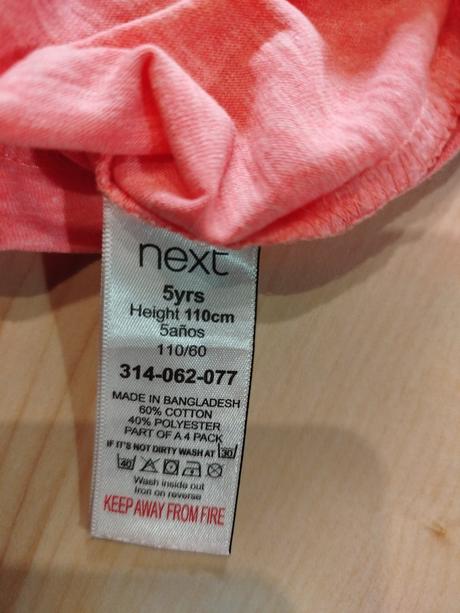 next
5yrs
Height 110cm
5años
110/60
314-062-077
MADE IN BANGLADESH
60% COTTON
40% POLYESTER
PART OF A 4 PACK
IF IT'S NOT DIRTY WASH AT 30
40
Wash inside out
Iron on reverse
KEEP AWAY FROM FIRE